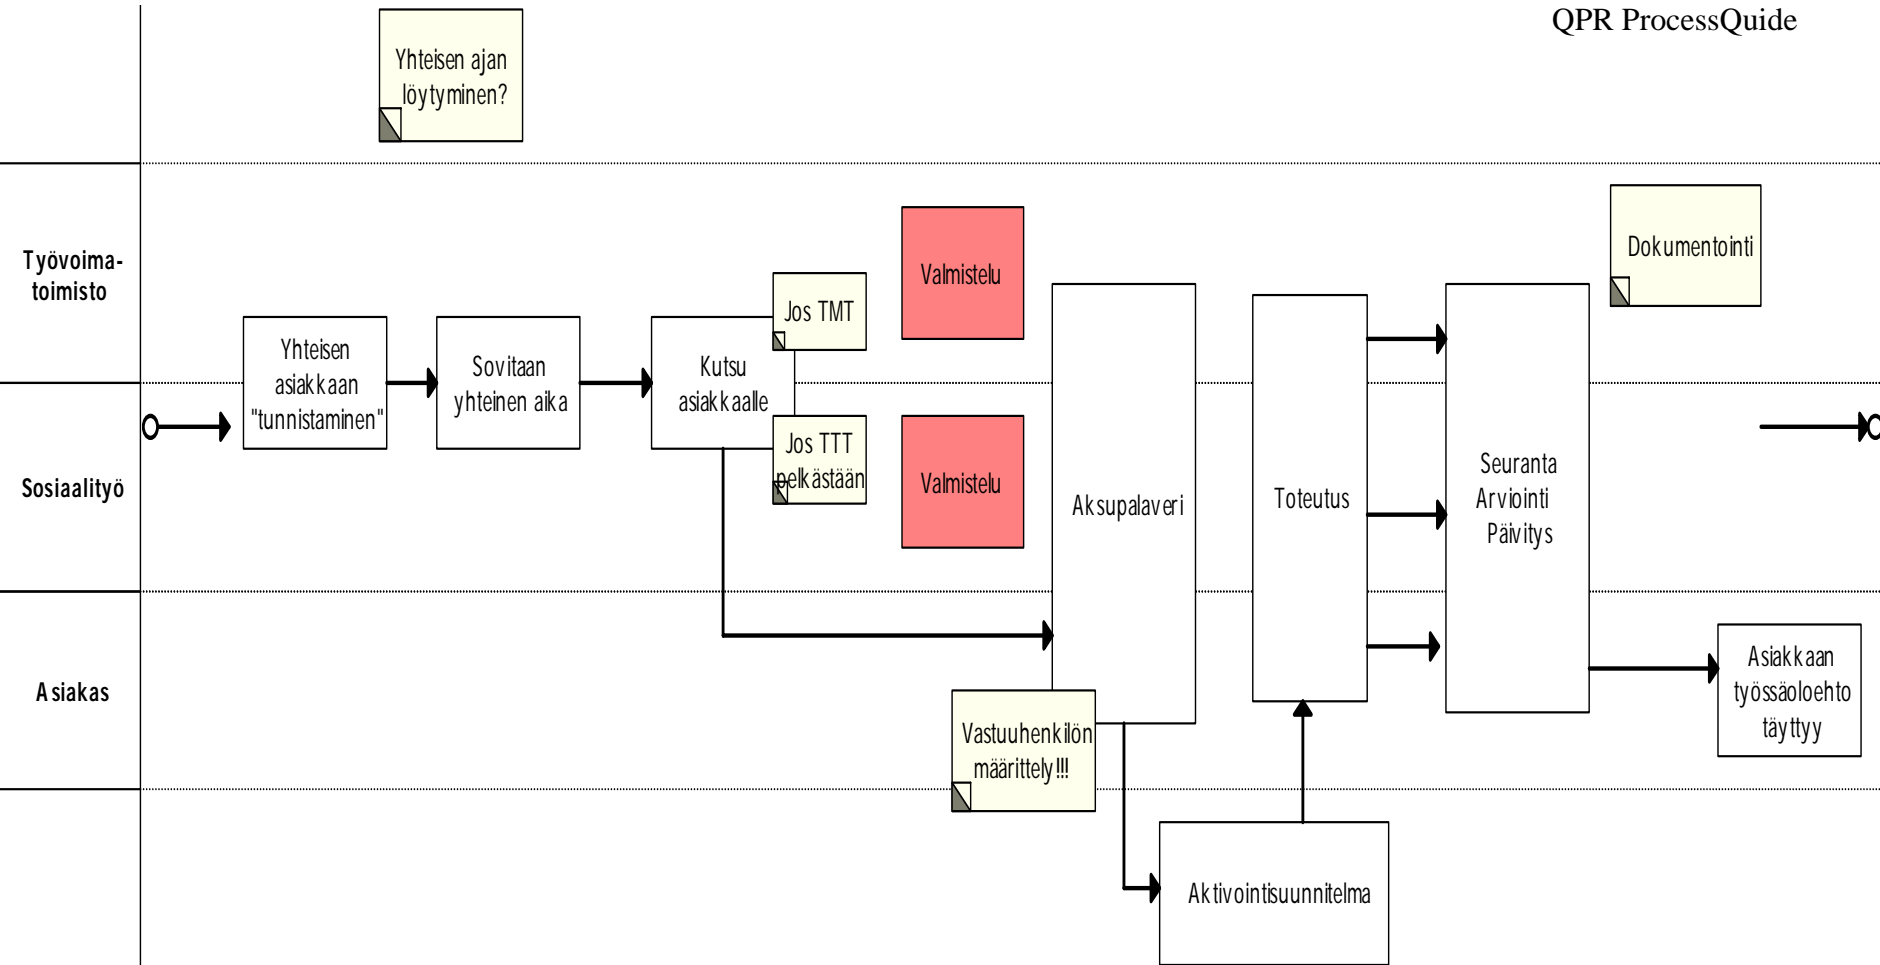 QPR ProcessQuide
Yhteisen ajan
löytyminen?
Työvoima-
toimisto
Sosiaalityö
Asiakas
Yhteisen
asiakkaan
"tunnistaminen"
Sovitaan
yhteinen aika
Kutsu
asiakkaalle
Jos TMT
Jos TTT
pelkästään
Valmistelu
Valmistelu
Aksupalaveri
Vastuuhenkilön
määrittely!!!
Aktivointisuunnitelma
Toteutus
Seuranta
Arviointi
Päivitys
Dokumentointi
Asiakkaan
työssäoloehto
täyttyy